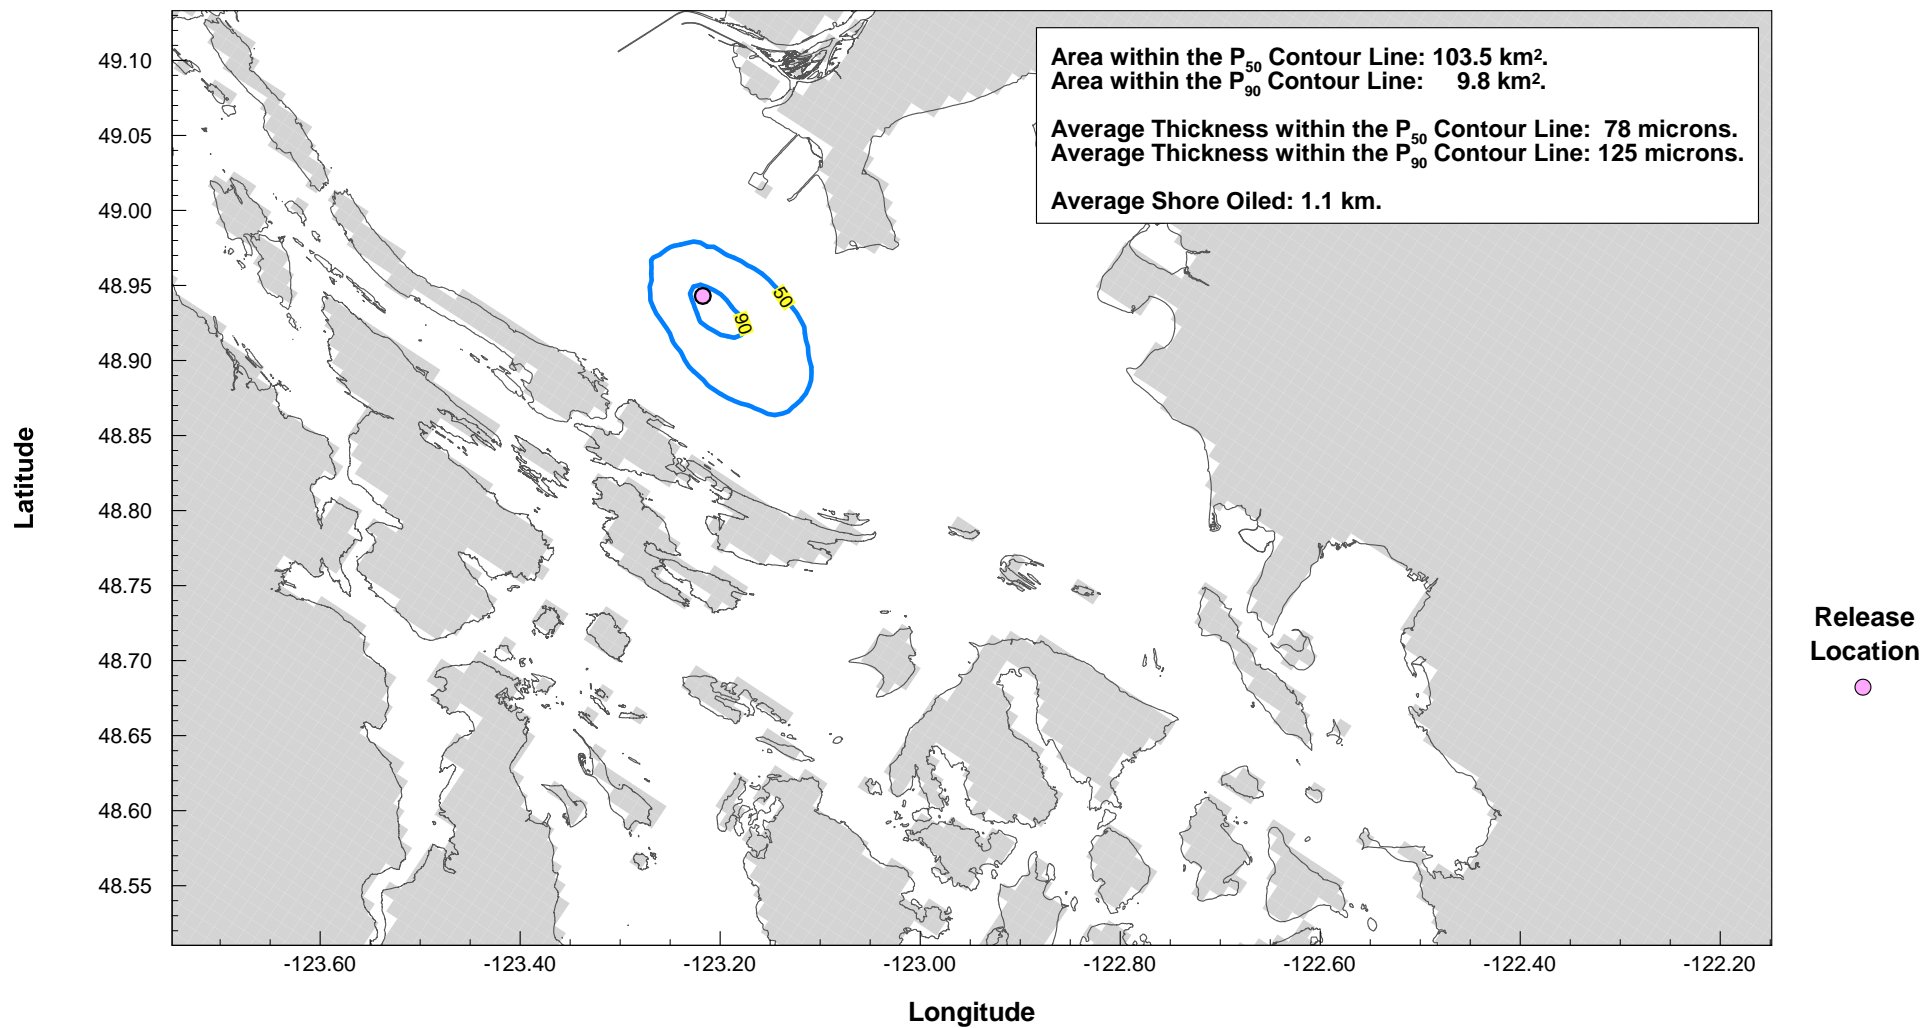 Area within the P50 Contour Line: 103.5 km².
Area within the P90 Contour Line: 9.8 km².
Average Thickness within the P50 Contour Line: 78 microns.
Average Thickness within the P90 Contour Line: 125 microns.
Average Shore Oiled: 1.1 km.
49.10
49.05
49.00
48.95
48.90
48.85
48.80
48.75
48.70
48.65
48.60
48.55
Latitude
50
90
-123.60
-123.40
-123.20
-123.00
-122.80
-122.60
-122.40
-122.20
Longitude
Release
Location